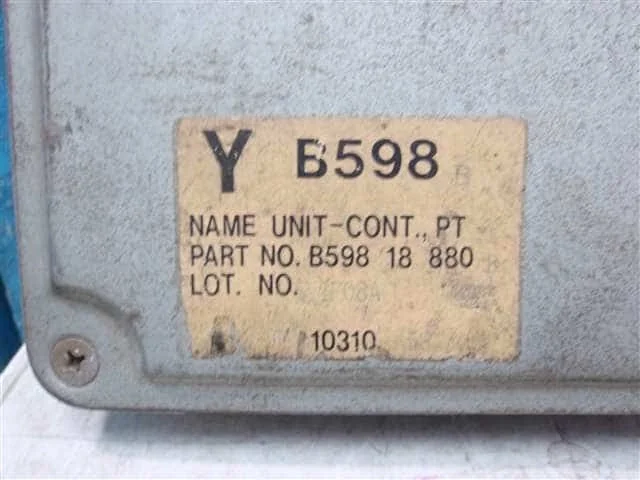 Y B598
NAME UNIT-CONT., PT
PART NO. B598 18 880
LOT. NO.
10310